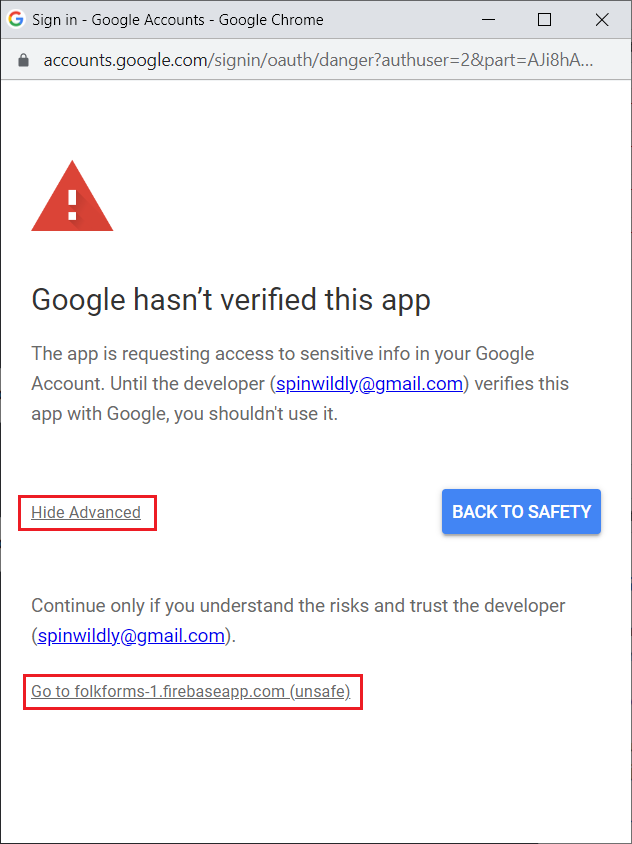 Sign in - Google Accounts - Google Chrome
accounts.google.com/signin/oauth/danger?authuser=2&part=AJi8hA...
Google hasn’t verified this app
The app is requesting access to sensitive info in your Google
Account. Until the developer (spinwildly@gmail.com) verifies this
app with Google, you shouldn't use it.
Hide Advanced
BACK TO SAFETY
Continue only if you understand the risks and trust the developer
(spinwildly@gmail.com).
Go to folkforms-1.firebaseapp.com (unsafe)